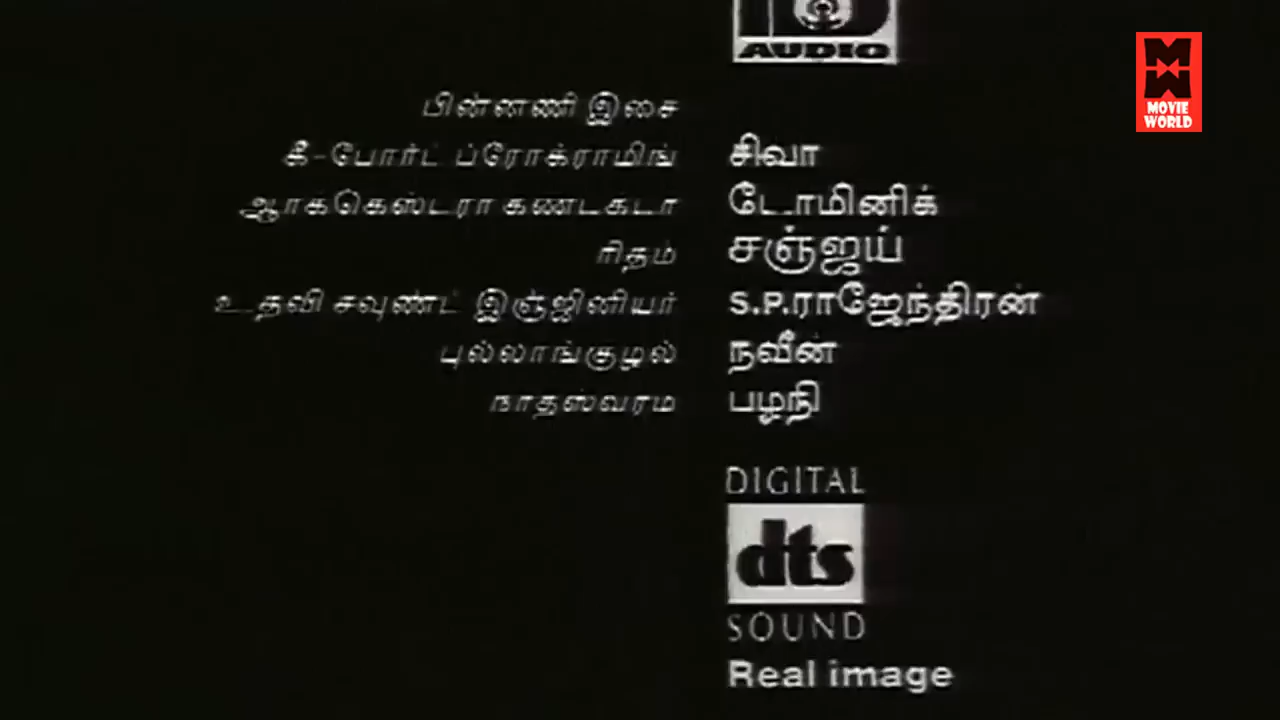 AUDIO
MOVIE
WORLD
பின்னணி இசை
கீ-போர்ட் ப்ரோக்ராமிங் சிவா
ஆர்க்கெஸ்டரா கண்டக்டர் டோமினிக்
ரிதம் சஞ்ஜய்
உதவி சவுண்ட் இஞ்ஜினியர் S.P.ராஜேந்திரன்
புல்லாங்குழல் நவீன்
நாதஸ்வரம் பழநி
DIGITAL
dts
SOUND
Real image